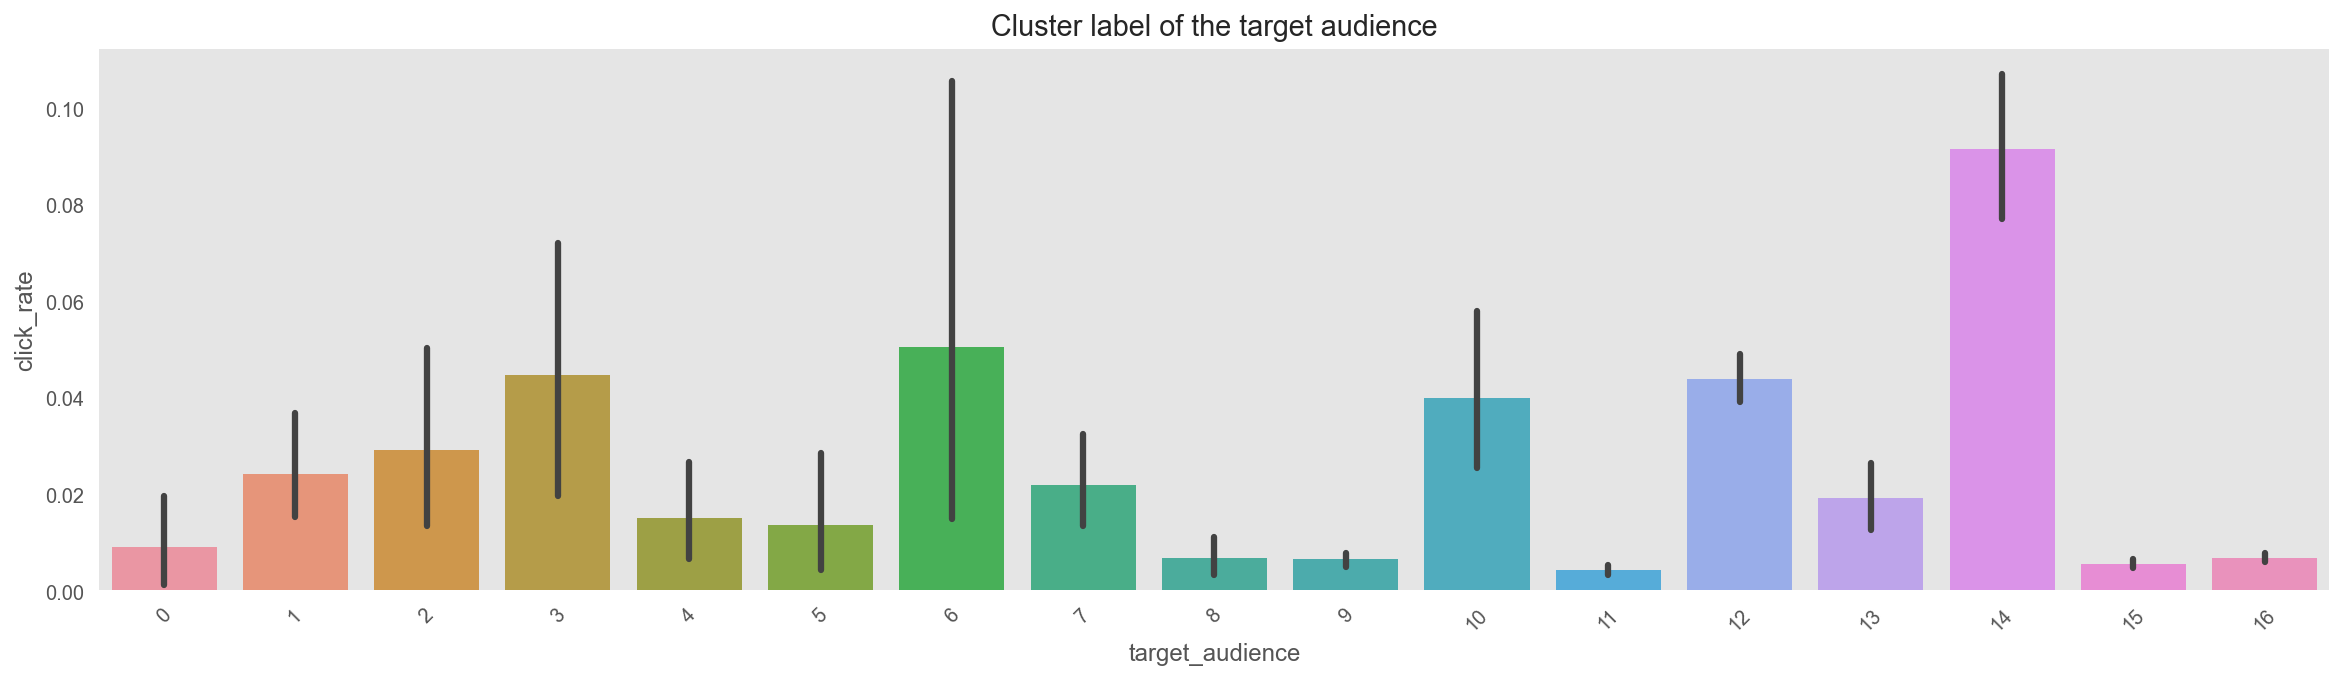 Cluster label of the target audience
click_rate
0.10
0.08
0.06
0.04
0.02
0.00
0 1 2 3 4 5 6 7 8 9 10 11 12 13 14 15 16
target_audience